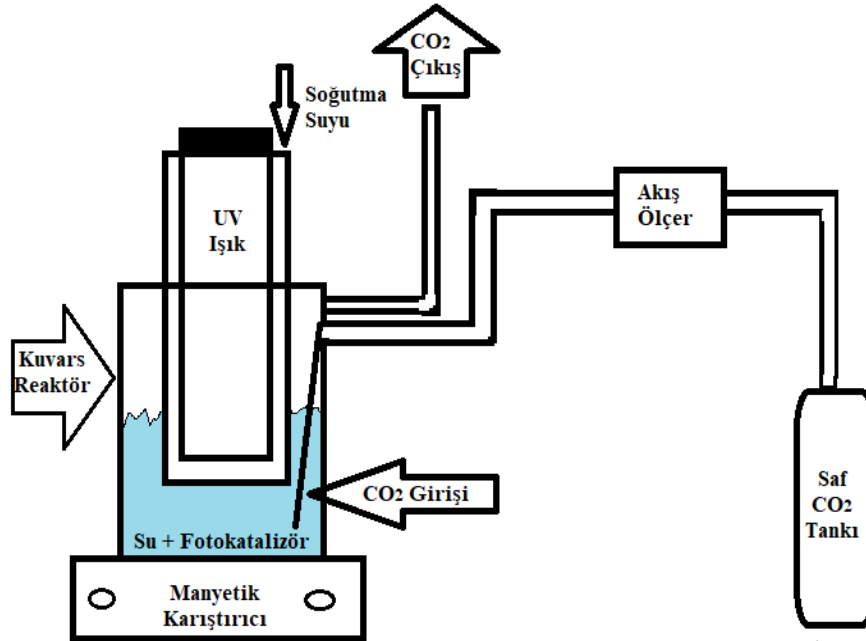 CO2
Çıkış
Soğutma
Suyu
UV
Işık
Akış
Ölçer
Kuvars
Reaktör
CO2 Girişi
Saf
CO2
Tankı
Su + Fotokatalizör
Manyetik
Karıştırıcı